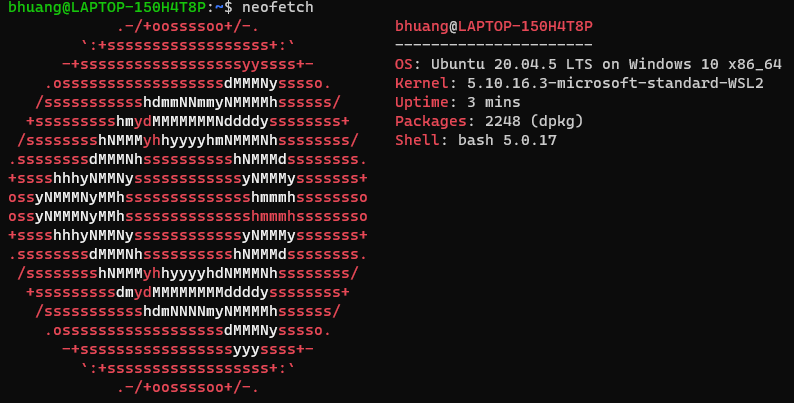 bhuang@LAPTOP-150H4T8P:~$ neofetch
            .-/+oossssoo+/-.               bhuang@LAPTOP-150H4T8P
        `:+ssssssssssssssssss+:`           ----------------------
      -+ssssssssssssssssssyyssss+-         OS: Ubuntu 20.04.5 LTS on Windows 10 x86_64
    .ossssssssssssssssssdMMMNysssso.       Kernel: 5.10.16.3-microsoft-standard-WSL2
   /ssssssssssshdmmNNmmyNMMMMhssssss/      Uptime: 3 mins
  +ssssssssshmydMMMMMMMNddddyssssssss+     Packages: 2248 (dpkg)
 /sssssssshNMMMyhhyyyyhmNMMMNhssssssss/    Shell: bash 5.0.17
.ssssssssdMMMNhsssssssssshNMMMdssssssss.
+sssshhhyNMMNyssssssssssssyNMMMysssssss+
ossyNMMMNyMMhsssssssssssssshmmmhssssssso
ossyNMMMNyMMhsssssssssssssshmmmhssssssso
+sssshhhyNMMNyssssssssssssyNMMMysssssss+
.ssssssssdMMMNhsssssssssshNMMMdssssssss.
 /sssssssshNMMMyhhyyyyhdNMMMNhssssssss/
  +sssssssssdmydMMMMMMMMddddyssssssss+
   /ssssssssssshdmNNNNmyNMMMMhssssss/
    .ossssssssssssssssssdMMMNysssso.
      -+sssssssssssssssssyyyssss+-
        `:+ssssssssssssssssss+:`
            .-/+oossssoo+/-.